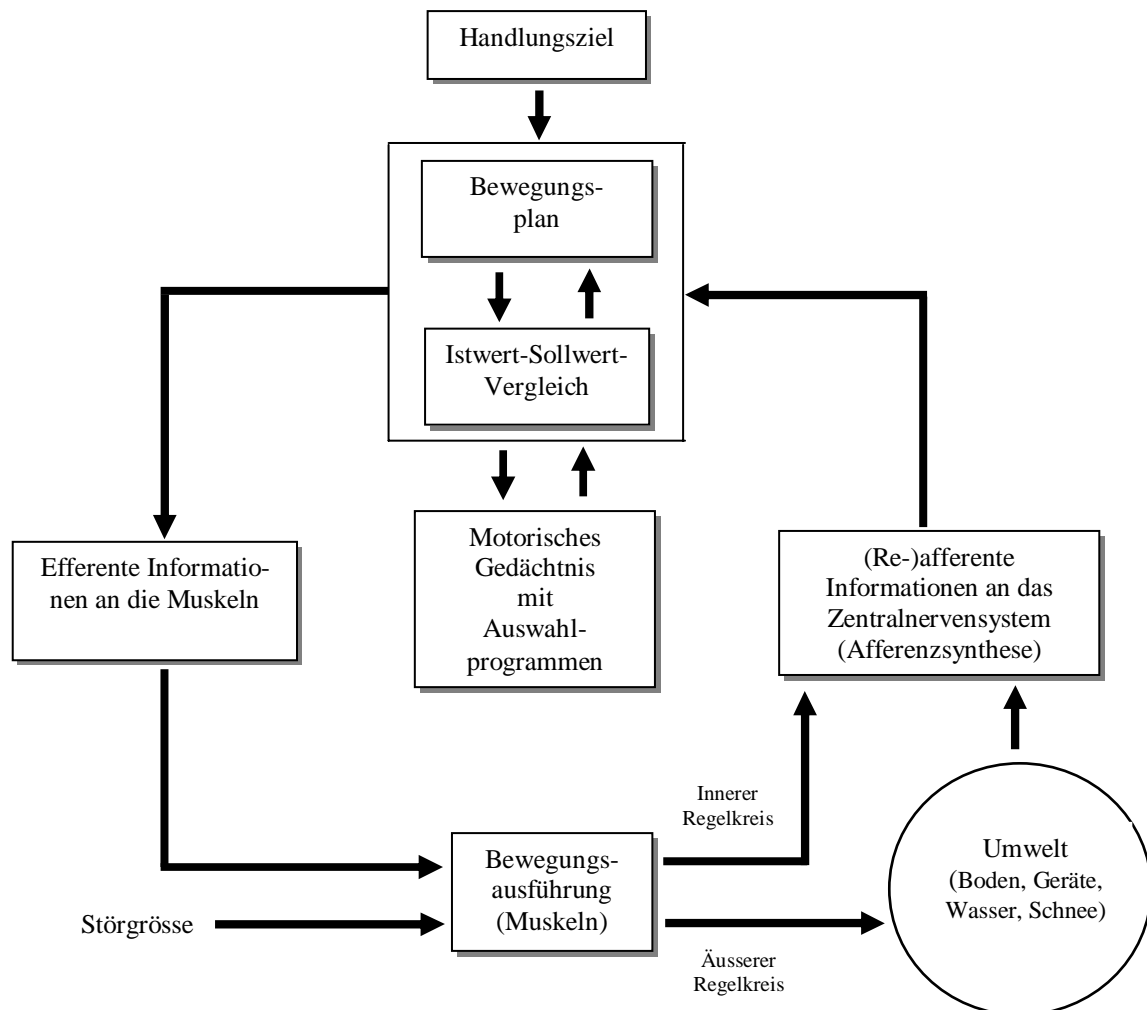 Handlungsziel
Bewegungs-
plan
Istwert-Sollwert-
Vergleich
Motorisches
Gedächtnis
mit
Auswahl-
programmen
Efferente Informatio-
nen an die Muskeln
(Re-)afferente
Informationen an das
Zentralnervensystem
(Afferenzsynthese)
Innerer
Regelkreis
Bewegungs-
ausführung
(Muskeln)
Umwelt
(Boden, Geräte,
Wasser, Schnee)
Störgrösse
Äusserer
Regelkreis